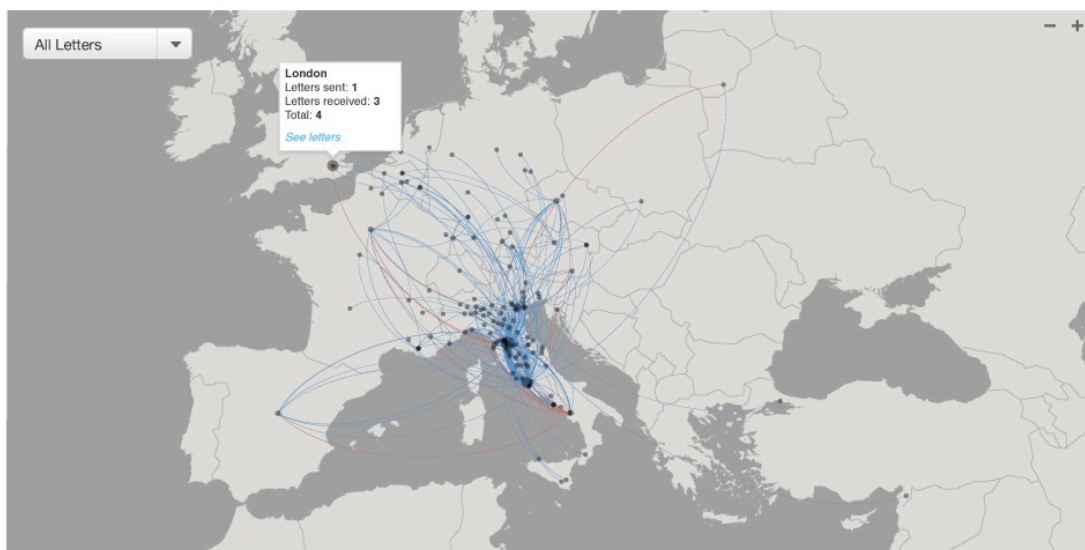 All Letters
London
Letters sent: 1
Letters received: 3
Total: 4
See letters